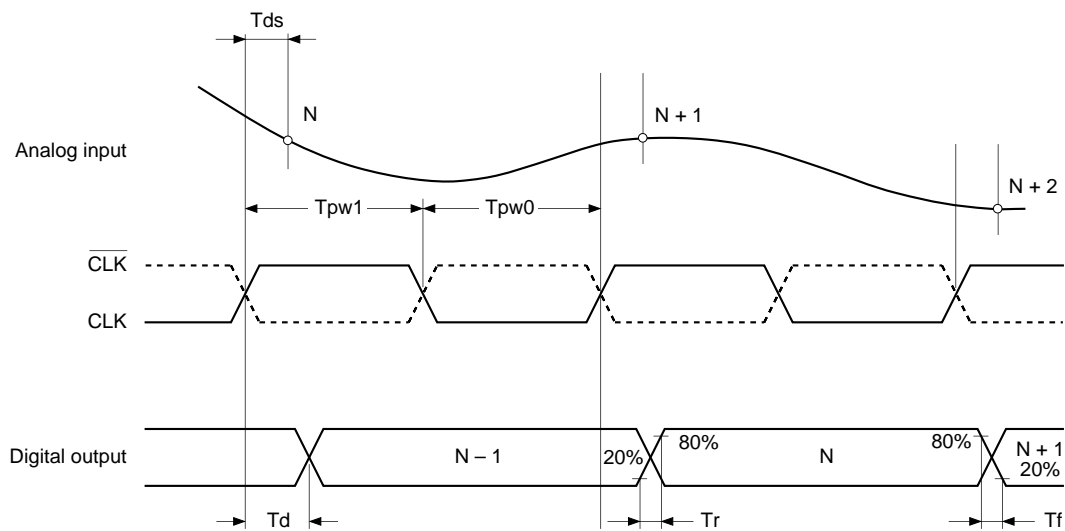 Tds
N
N + 1
Analog input
N + 2
Tpw1
Tpw0
CLK
CLK
Digital output
N – 1
20%
80%
N
80%
N + 1
20%
Td
Tr
Tf